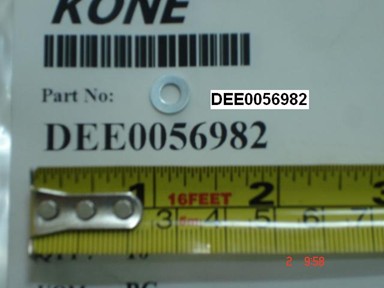 KONE
Part No:
DEE0056982
DEE0056982
1 16FEET 2
3 4 5 6 7
2 9:58